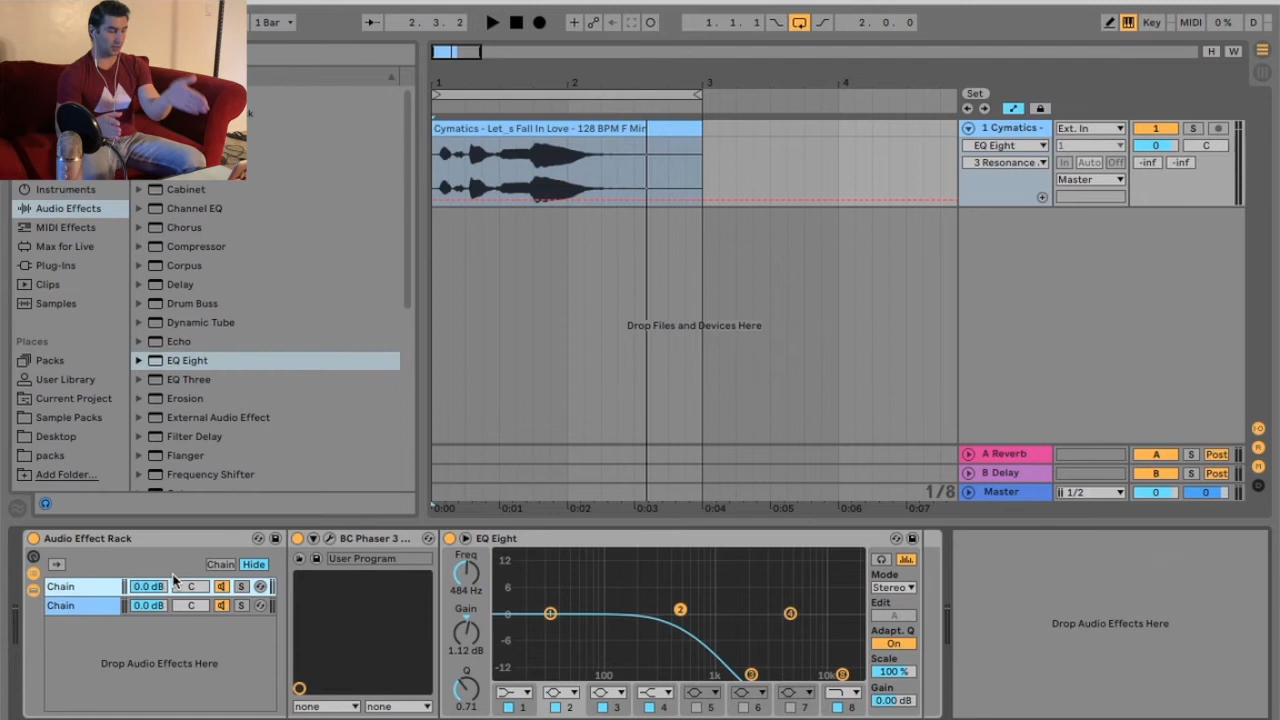 1 Bar
2. 3. 2
1. 1. 1
2. 0. 0
Key
MIDI
0 %
D
H
W
1
2
3
4
Set
Cymatics - Let_s Fall In Love - 128 BPM F Min
1 Cymatics -
Ext. In
1
S
EQ Eight
1
0
C
3 Resonance
In
Auto
Off
-inf
-inf
Master
Drop Files and Devices Here
Instruments
Audio Effects
MIDI Effects
Max for Live
Plug-Ins
Clips
Samples
Places
Packs
User Library
Current Project
Sample Packs
Desktop
packs
Add Folder...
Cabinet
Channel EQ
Chorus
Compressor
Corpus
Delay
Drum Buss
Dynamic Tube
Echo
EQ Eight
EQ Three
Erosion
External Audio Effect
Filter Delay
Flanger
Frequency Shifter
A Reverb
A
S
Post
B Delay
B
S
Post
1/8
Master
1/2
0
0
0:00
0:01
0:02
0:03
0:04
0:05
0:06
0:07
Audio Effect Rack
Chain
Hide
Chain
0.0 dB
C
S
Chain
0.0 dB
C
S
Drop Audio Effects Here
BC Phaser 3 ...
User Program
none
none
EQ Eight
Freq
484 Hz
Gain
1.12 dB
Q
0.71
12
6
0
-6
-12
100
1k
10k
2
4
1
2
3
4
5
6
7
8
Mode
Stereo
Edit
A
Adapt. Q
On
Scale
100 %
Gain
0.00 dB
Drop Audio Effects Here